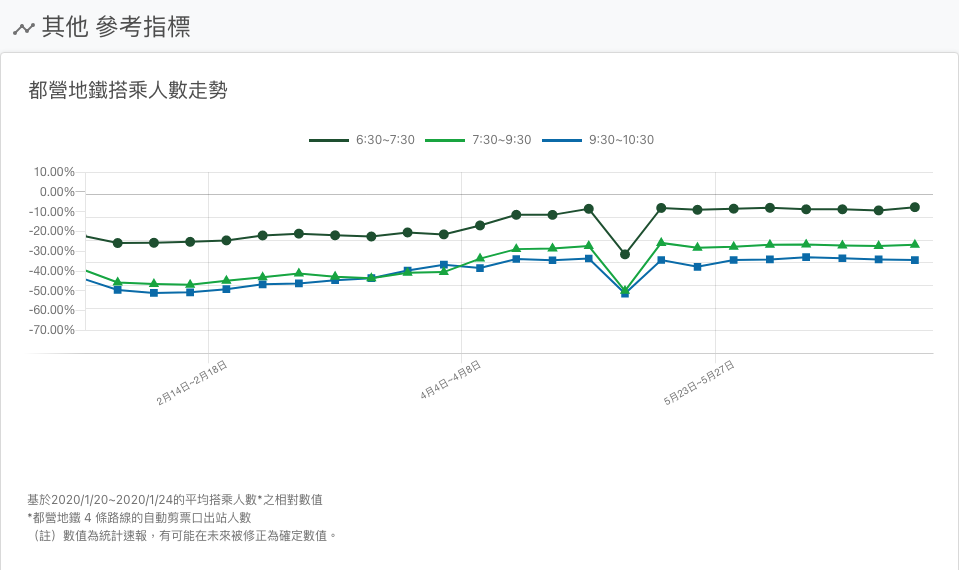 其他 參考指標
都營地鐵搭乘人數走勢
6:30~7:30
7:30~9:30
9:30~10:30
10.00%
0.00%
-10.00%
-20.00%
-30.00%
-40.00%
-50.00%
-60.00%
-70.00%
2月14日~2月18日
4月4日~4月8日
5月23日~5月27日
基於2020/1/20~2020/1/24的平均搭乘人數*之相對數值
*都營地鐵 4 條路線的自動剪票口出站人數
（註）數值為統計速報，有可能在未來被修正為確定數值。